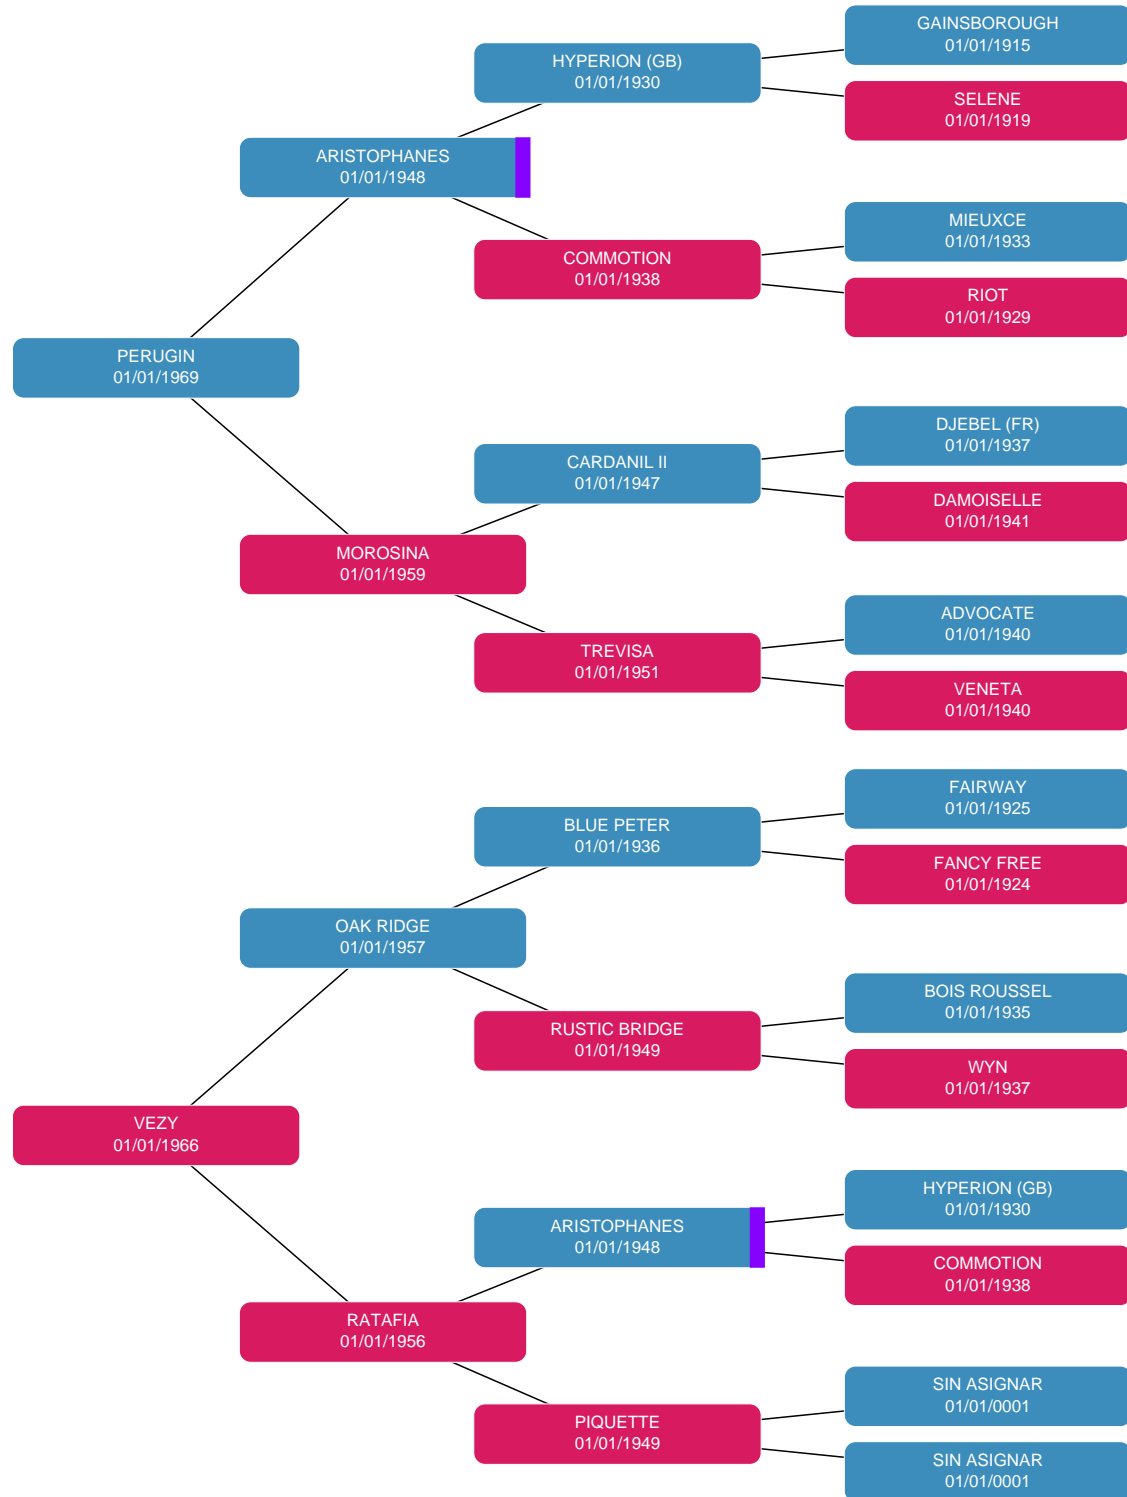 GAINSBOROUGH
01/01/1915
HYPERION (GB)
01/01/1930
SELENE
01/01/1919
ARISTOPHANES
01/01/1948
MIEUXCE
01/01/1933
COMMOTION
01/01/1938
RIOT
01/01/1929
PERUGIN
01/01/1969
DJEBEL (FR)
01/01/1937
CARDANIL II
01/01/1947
DAMOISELLE
01/01/1941
MOROSINA
01/01/1959
ADVOCATE
01/01/1940
TREVISA
01/01/1951
VENETA
01/01/1940
FAIRWAY
01/01/1925
BLUE PETER
01/01/1936
FANCY FREE
01/01/1924
OAK RIDGE
01/01/1957
BOIS ROUSSEL
01/01/1935
RUSTIC BRIDGE
01/01/1949
WYN
01/01/1937
VEZY
01/01/1966
HYPERION (GB)
01/01/1930
ARISTOPHANES
01/01/1948
COMMOTION
01/01/1938
RATAFIA
01/01/1956
SIN ASIGNAR
01/01/0001
PIQUETTE
01/01/1949
SIN ASIGNAR
01/01/0001